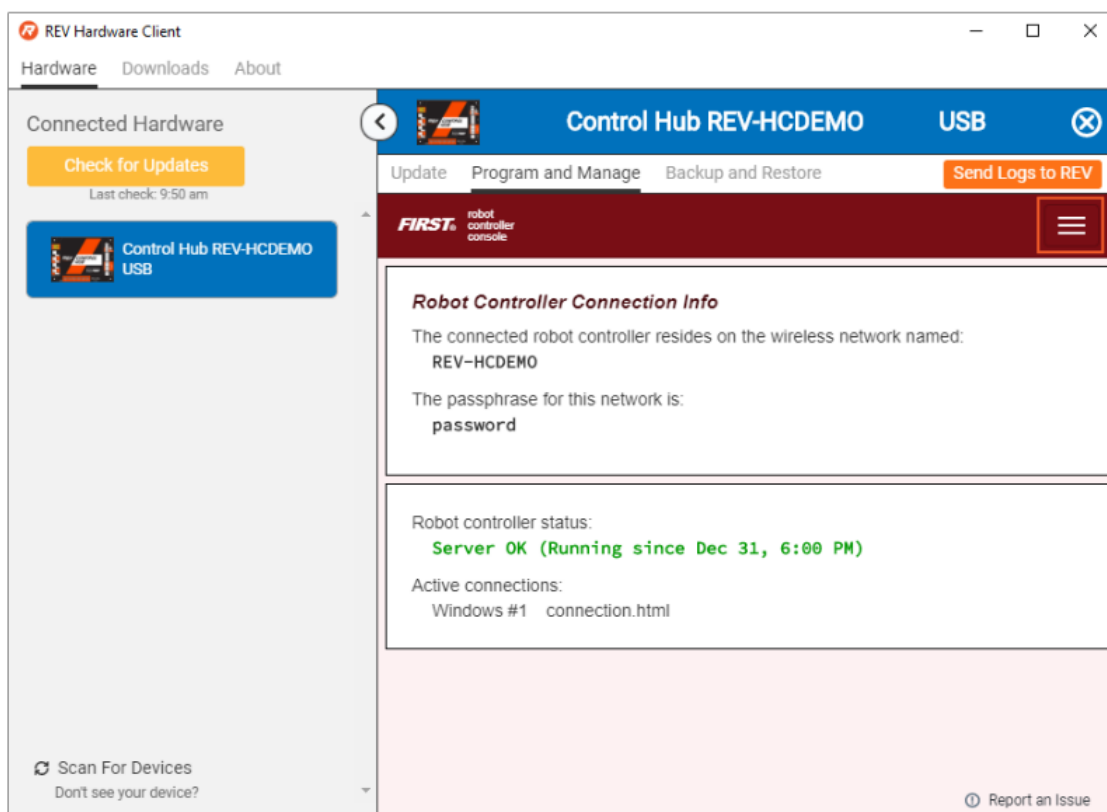 REV Hardware Client
Hardware Downloads About
Connected Hardware
Check for Updates
Last check: 9:50 am
Control Hub REV-HCDEMO
USB
Control Hub REV-HCDEMO USB
Update Program and Manage Backup and Restore Send Logs to REV
FIRST® robot
controller
console
Robot Controller Connection Info
The connected robot controller resides on the wireless network named:
REV-HCDEMO
The passphrase for this network is:
password
Robot controller status:
Server OK (Running since Dec 31, 6:00 PM)
Active connections:
Windows #1 connection.html
Scan For Devices
Don't see your device?
Report an Issue